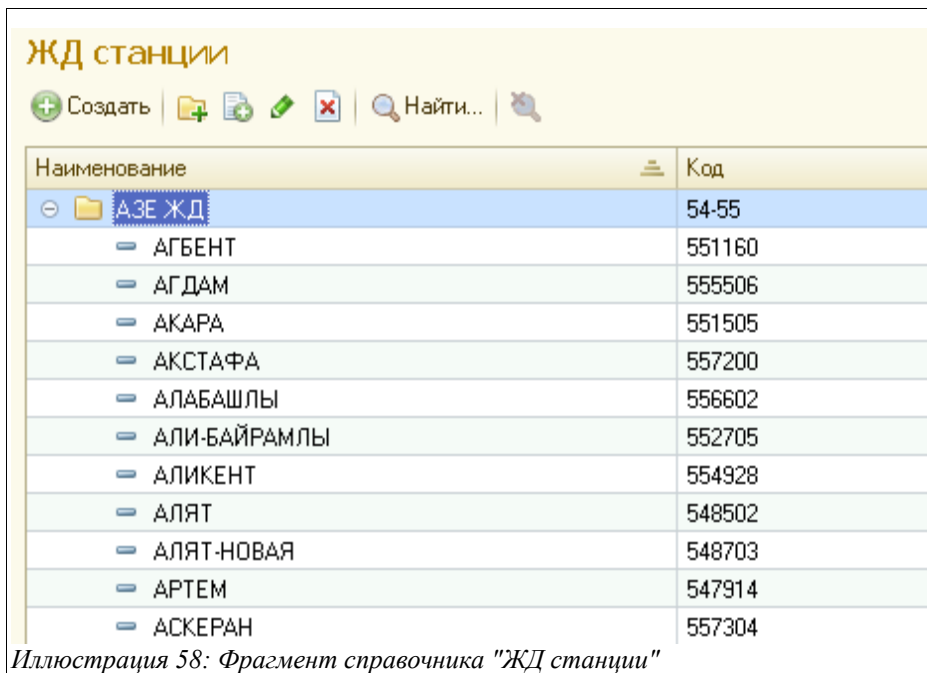 ЖД станции
Создать Найти...
Наименование Код
АЗЕ ЖД 54-55
АГБЕНТ 551160
АГДАМ 555506
АКАРА 551505
АКСТАФА 557200
АЛАБАШЛЫ 556602
АЛИ-БАЙРАМЛЫ 552705
АЛИКЕНТ 554928
АЛЯТ 548502
АЛЯТ-НОВАЯ 548703
АРТЕМ 547914
АСКЕРАН 557304
Иллюстрация 58: Фрагмент справочника "ЖД станции"